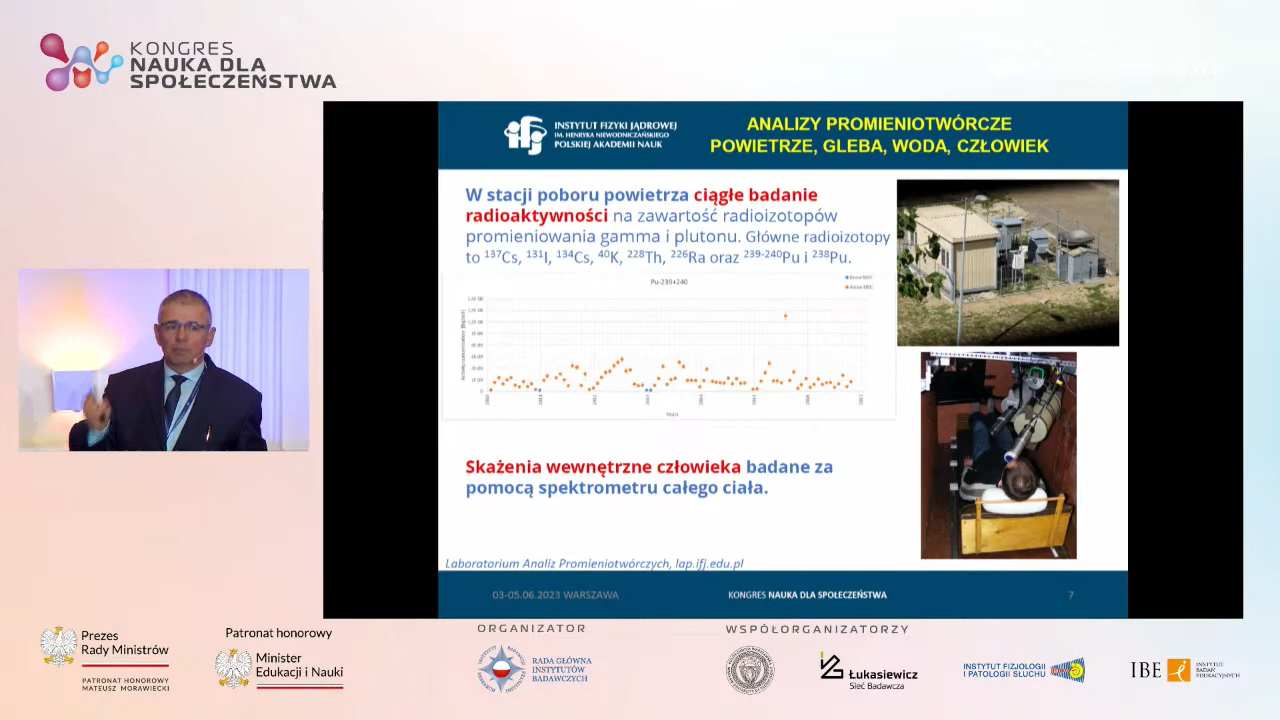 KONGRES
NAUKA DLA
SPOŁECZEŃSTWA
INSTYTUT FIZYKI JĄDROWEJ
IM. HENRYKA NIEWODNICZAŃSKIEGO
POLSKIEJ AKADEMII NAUK
ANALIZY PROMIENIOTWÓRCZE
POWIETRZE, GLEBA, WODA, CZŁOWIEK
W stacji poboru powietrza ciągłe badanie
radioaktywności na zawartość radioizotopów
promieniowania gamma i plutonu. Główne radioizotopy
to ¹³⁷Cs, ¹³¹I, ¹³⁴Cs, ⁴⁰K, ²²⁸Th, ²²⁶Ra oraz ²³⁹⁻²⁴⁰Pu i ²³⁸Pu.
Pu-239+240
Years
Skażenia wewnętrzne człowieka badane za
pomocą spektrometru całego ciała.
Laboratorium Analiz Promieniotwórczych, lap.ifj.edu.pl
03-05.06.2023 WARSZAWA
KONGRES NAUKA DLA SPOŁECZEŃSTWA
7
Prezes
Rady Ministrów
PATRONAT HONOROWY
MATEUSZ MORAWIECKI
Patronat honorowy
Minister
Edukacji i Nauki
ORGANIZATOR
RADA GŁÓWNA
INSTYTUTÓW
BADAWCZYCH
WSPÓŁORGANIZATORZY
Łukasiewicz
Sieć Badawcza
INSTYTUT FIZJOLOGII
I PATOLOGII SŁUCHU
IBE
INSTYTUT
BADAŃ
EDUKACYJNYCH